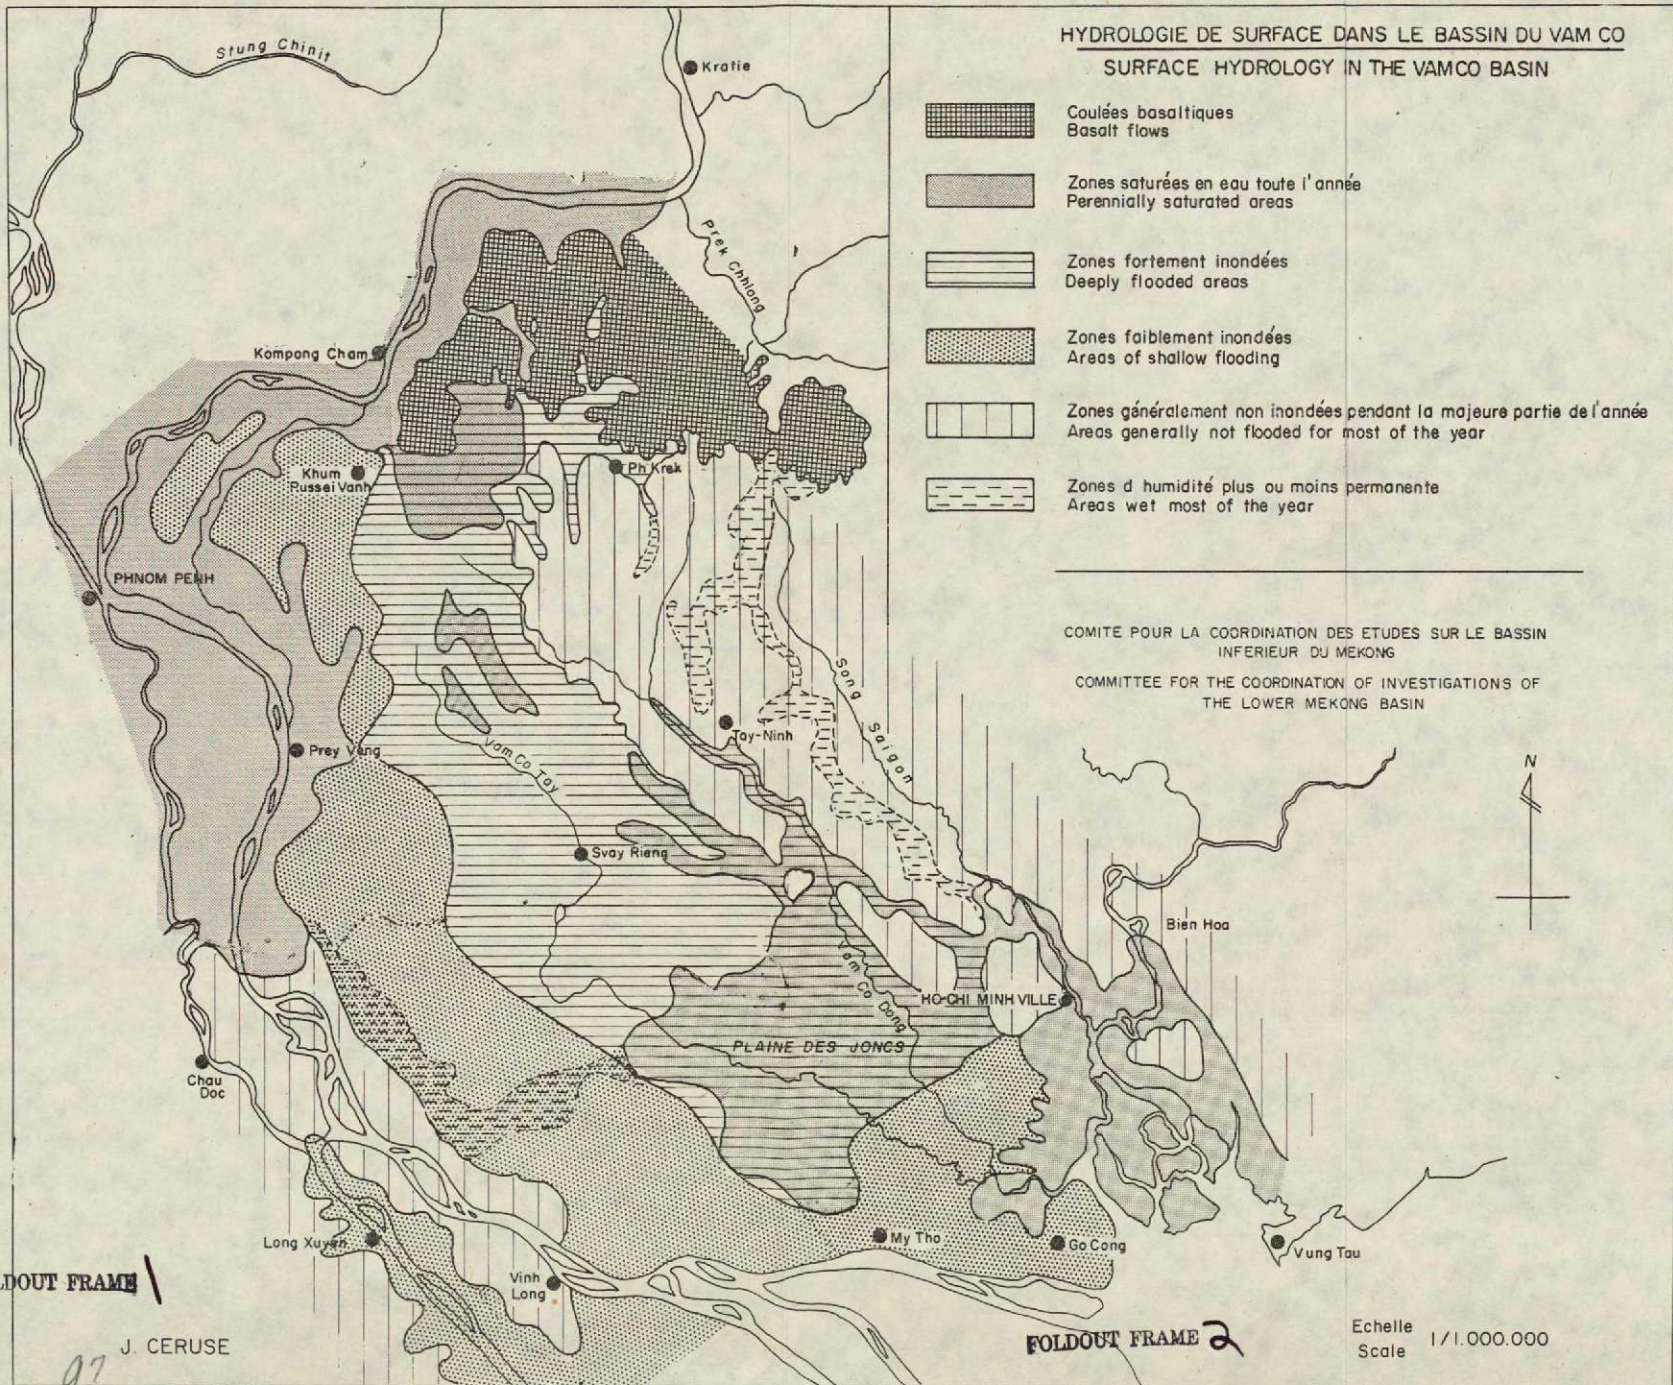 HYDROLOGIE DE SURFACE DANS LE BASSIN DU VAM CO
SURFACE HYDROLOGY IN THE VAMCO BASIN
Coulées basaltiques
Basalt flows
Zones saturées en eau toute l'année
Perennially saturated areas
Zones fortement inondées
Deeply flooded areas
Zones faiblement inondées
Areas of shallow flooding
Zones généralement non inondées pendant la majeure partie de l'année
Areas generally not flooded for most of the year
Zones d humidité plus ou moins permanente
Areas wet most of the year
COMITE POUR LA COORDINATION DES ETUDES SUR LE BASSIN
INFERIEUR DU MEKONG
COMMITTEE FOR THE COORDINATION OF INVESTIGATIONS OF
THE LOWER MEKONG BASIN
N
Stung Chinit
Kratie
Prek Chhlong
Kompong Cham
Khum
Russei Vanh
Ph Krek
PHNOM PENH
Song Saigon
Tay-Ninh
Prey Veng
Vam Co Tay
Svay Rieng
Bien Hoa
Vam Co Dong
HO-CHI MINH VILLE
PLAINE DES JONCS
Chau
Doc
Long Xuyen
My Tho
Go Cong
Vung Tau
Vinh
Long
LDOUT FRAME 1
FOLDOUT FRAME 2
J. CERUSE
97
Echelle
Scale
1/1.000.000